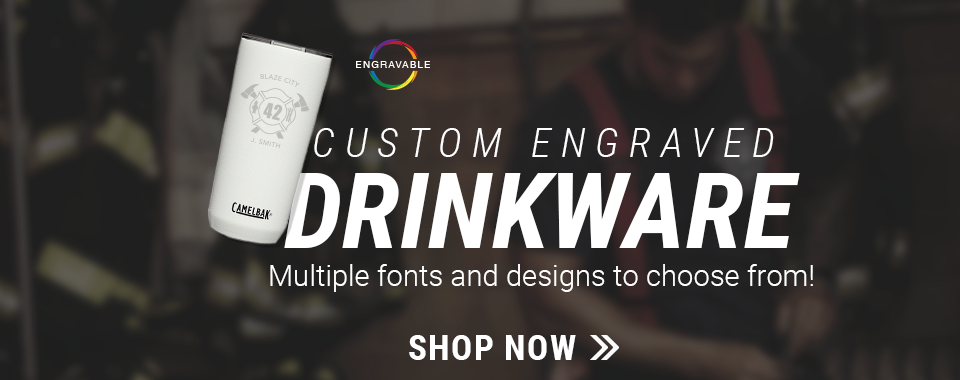 BLAZE CITY
42
J. SMITH
CAMELBAK
ENGRAVABLE
CUSTOM ENGRAVED
DRINKWARE
Multiple fonts and designs to choose from!
SHOP NOW